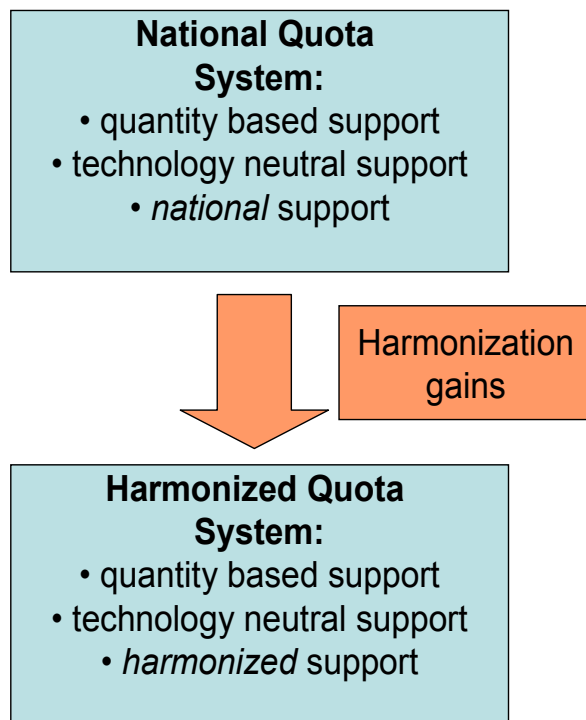 National Quota
System:
• quantity based support
• technology neutral support
• national support
Harmonization
gains
Harmonized Quota
System:
• quantity based support
• technology neutral support
• harmonized support